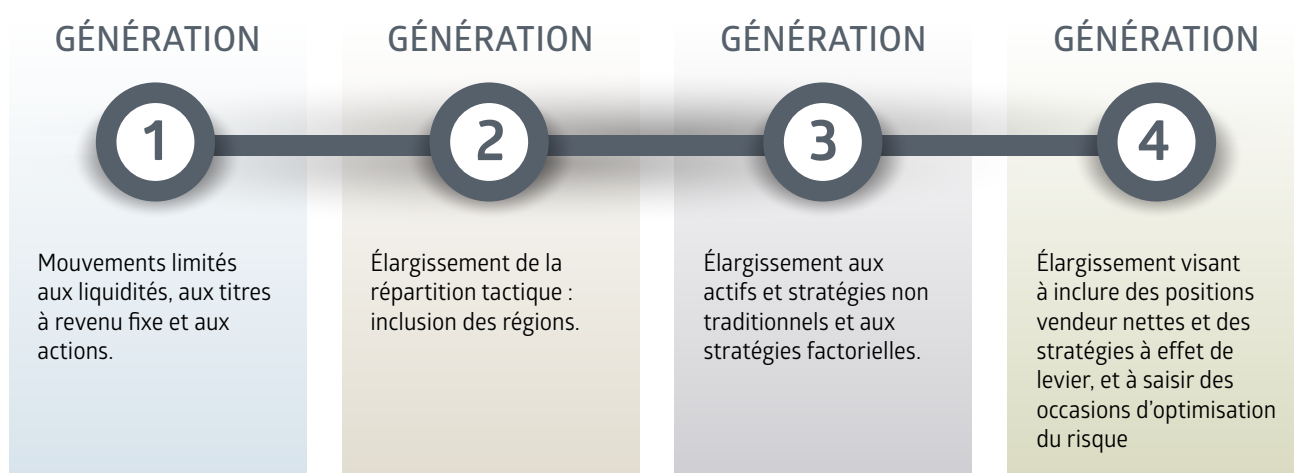 GÉNÉRATION
1
Mouvements limités
aux liquidités, aux titres
à revenu fixe et aux
actions.
GÉNÉRATION
2
Élargissement de la
répartition tactique :
inclusion des régions.
GÉNÉRATION
3
Élargissement aux
actifs et stratégies non
traditionnels et aux
stratégies factorielles.
GÉNÉRATION
4
Élargissement visant
à inclure des positions
vendeur nettes et des
stratégies à effet de
levier, et à saisir des
occasions d'optimisation
du risque